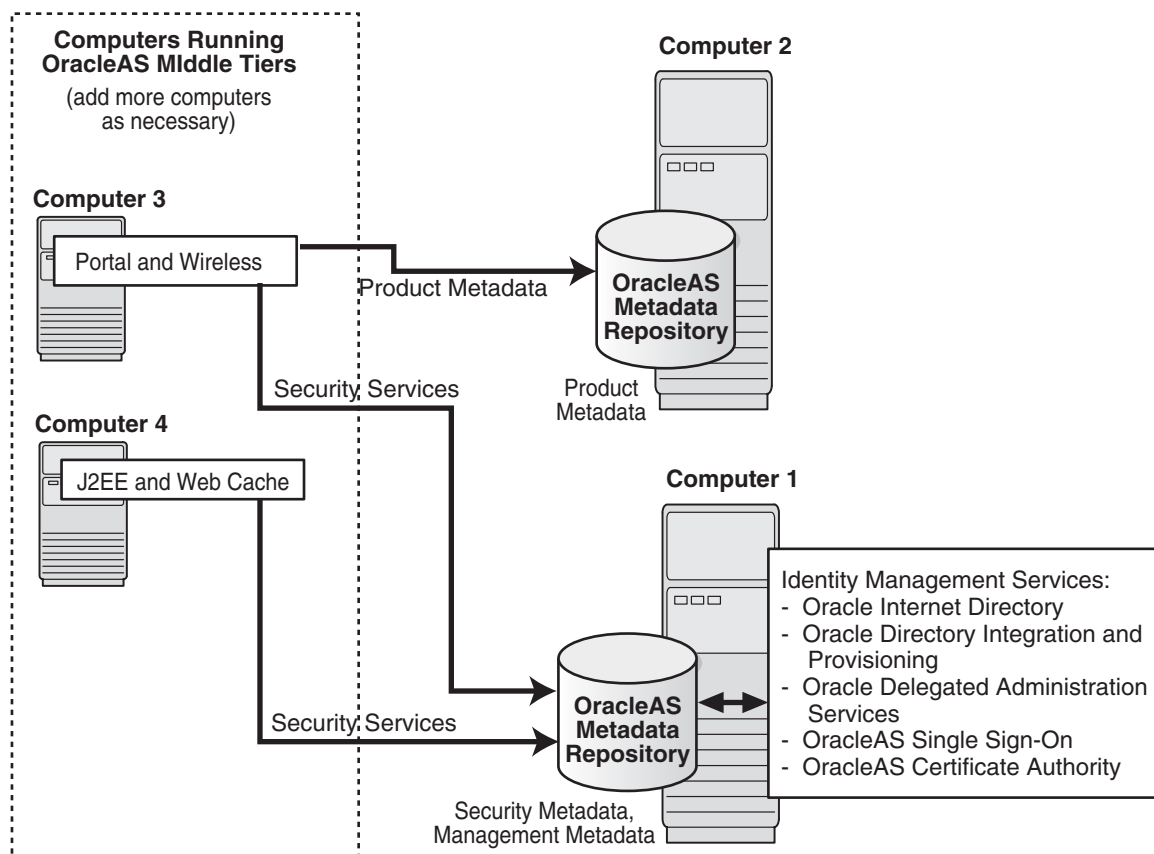 Computers Running
OracleAS MIddle Tiers
(add more computers
as necessary)
Computer 3
Portal and Wireless
Product Metadata
Security Services
Computer 2
OracleAS
Metadata
Repository
Product
Metadata
Computer 4
J2EE and Web Cache
Security Services
Computer 1
OracleAS
Metadata
Repository
Security Metadata,
Management Metadata
Identity Management Services:
- Oracle Internet Directory
- Oracle Directory Integration and
Provisioning
- Oracle Delegated Administration
Services
- OracleAS Single Sign-On
- OracleAS Certificate Authority